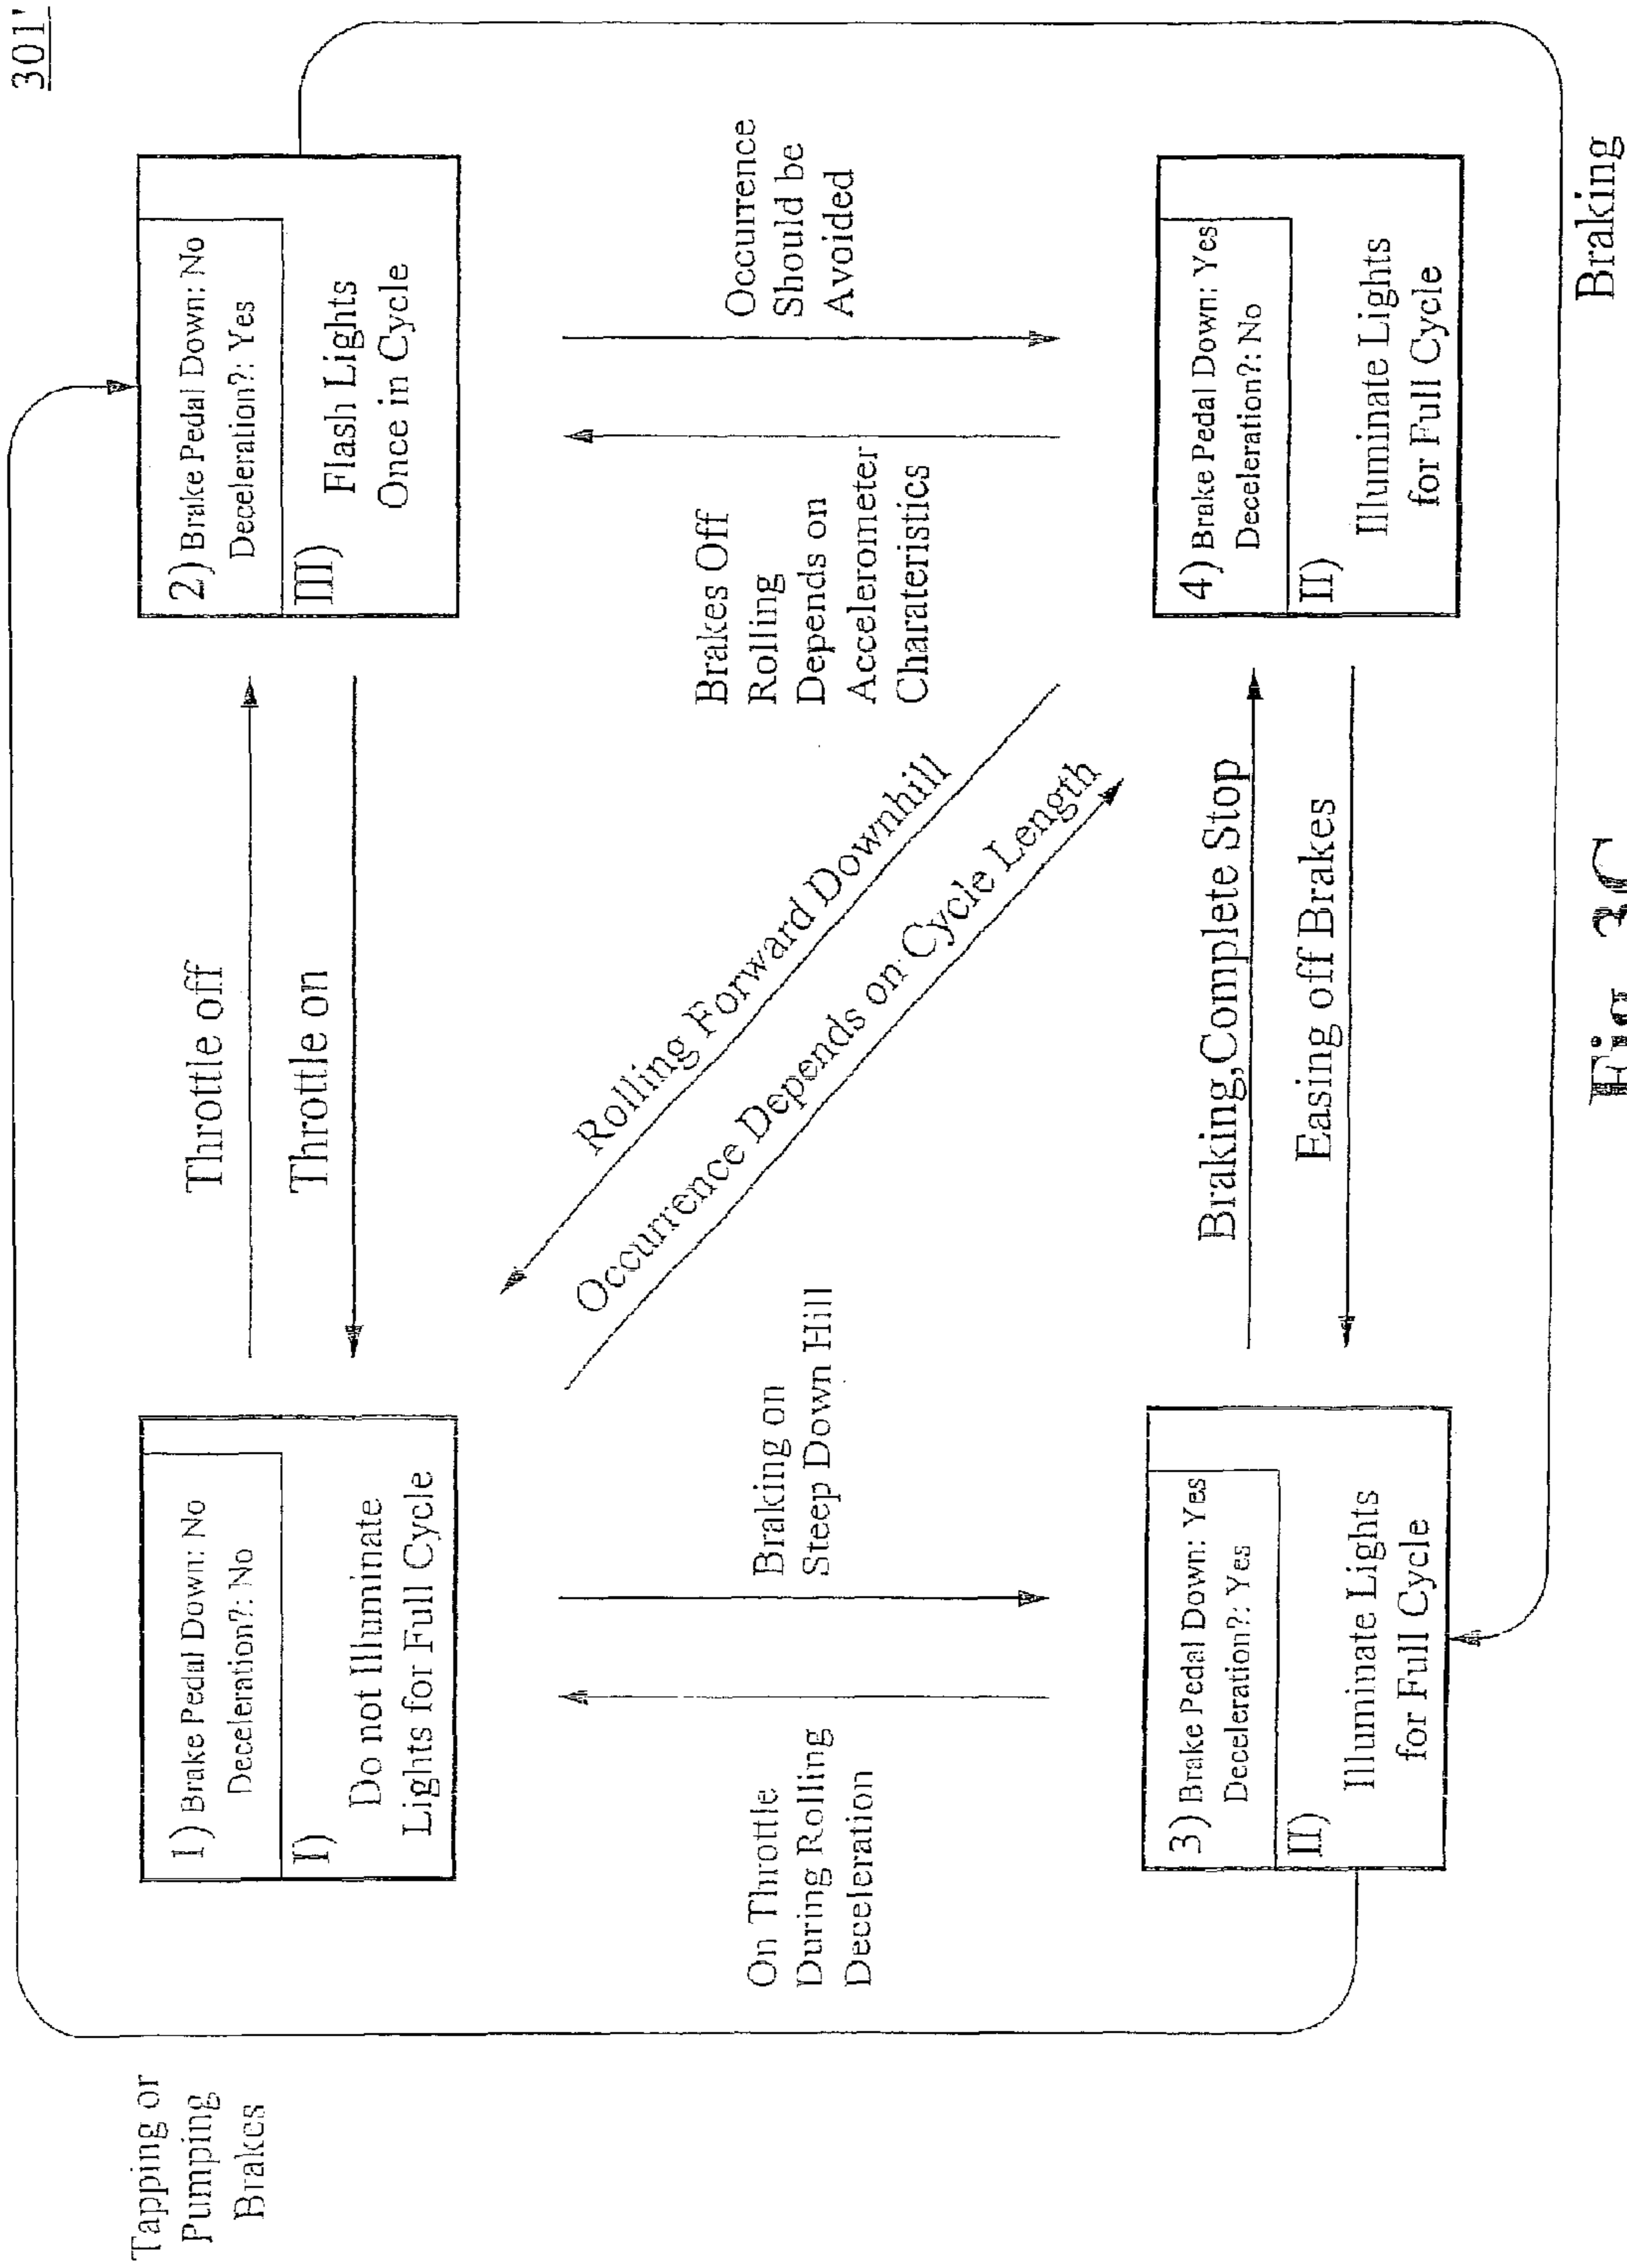 301'
Tapping or
Pumping
Brakes
1) Brake Pedal Down: No
Deceleration?: No
I)
Do not Illuminate
Lights for Full Cycle
Throttle off
Throttle on
2) Brake Pedal Down: No
Deceleration?: Yes
III)
Flash Lights
Once in Cycle
On Throttle
During Rolling
Deceleration
Braking on
Steep Down Hill
Rolling Forward Downhill
Occurrence Depends on Cycle Length
Brakes Off
Rolling
Depends on
Accelerometer
Charateristics
Occurrence
Should be
Avoided
3) Brake Pedal Down: Yes
Deceleration?: Yes
II)
Illuminate Lights
for Full Cycle
Braking,Complete Stop
Easing off Brakes
4) Brake Pedal Down: Yes
Deceleration?: No
II)
Illuminate Lights
for Full Cycle
Braking
Fig. 3C